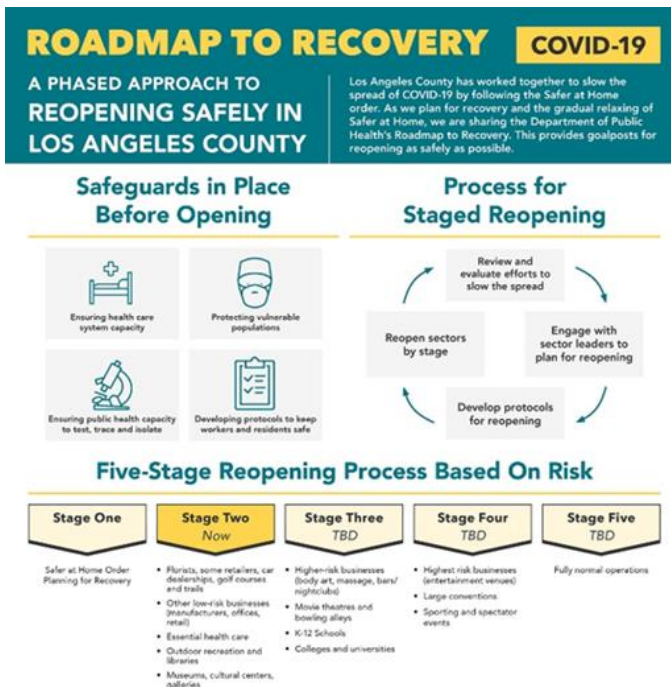 ROADMAP TO RECOVERY
COVID-19
A PHASED APPROACH TO
REOPENING SAFELY IN
LOS ANGELES COUNTY
Los Angeles County has worked together to slow the
spread of COVID-19 by following the Safer at Home
order. As we plan for recovery and the gradual relaxing of
Safer at Home, we are sharing the Department of Public
Health's Roadmap to Recovery. This provides goalposts for
reopening as safely as possible.
Safeguards in Place
Before Opening
Ensuring health care
system capacity
Protecting vulnerable
populations
Ensuring public health capacity
to test, trace and isolate
Developing protocols to keep
workers and residents safe
Process for
Staged Reopening
Review and
evaluate efforts to
slow the spread
Engage with
sector leaders to
plan for reopening
Develop protocols
for reopening
Reopen sectors
by stage
Five-Stage Reopening Process Based On Risk
Stage One
Safer at Home Order
Planning for Recovery
Stage Two
Now
• Florists, some retailers, car
dealerships, golf courses
and trails
• Other low-risk businesses
(manufacturers, offices,
retail)
• Essential health care
• Outdoor recreation and
libraries
• Museums, cultural centers,
galleries
Stage Three
TBD
• Higher-risk businesses
(body art, massage, bars/
nightclubs)
• Movie theatres and
bowling alleys
• K-12 Schools
• Colleges and universities
Stage Four
TBD
• Highest risk businesses
(entertainment venues)
• Large conventions
• Sporting and spectator
events
Stage Five
TBD
Fully normal operations